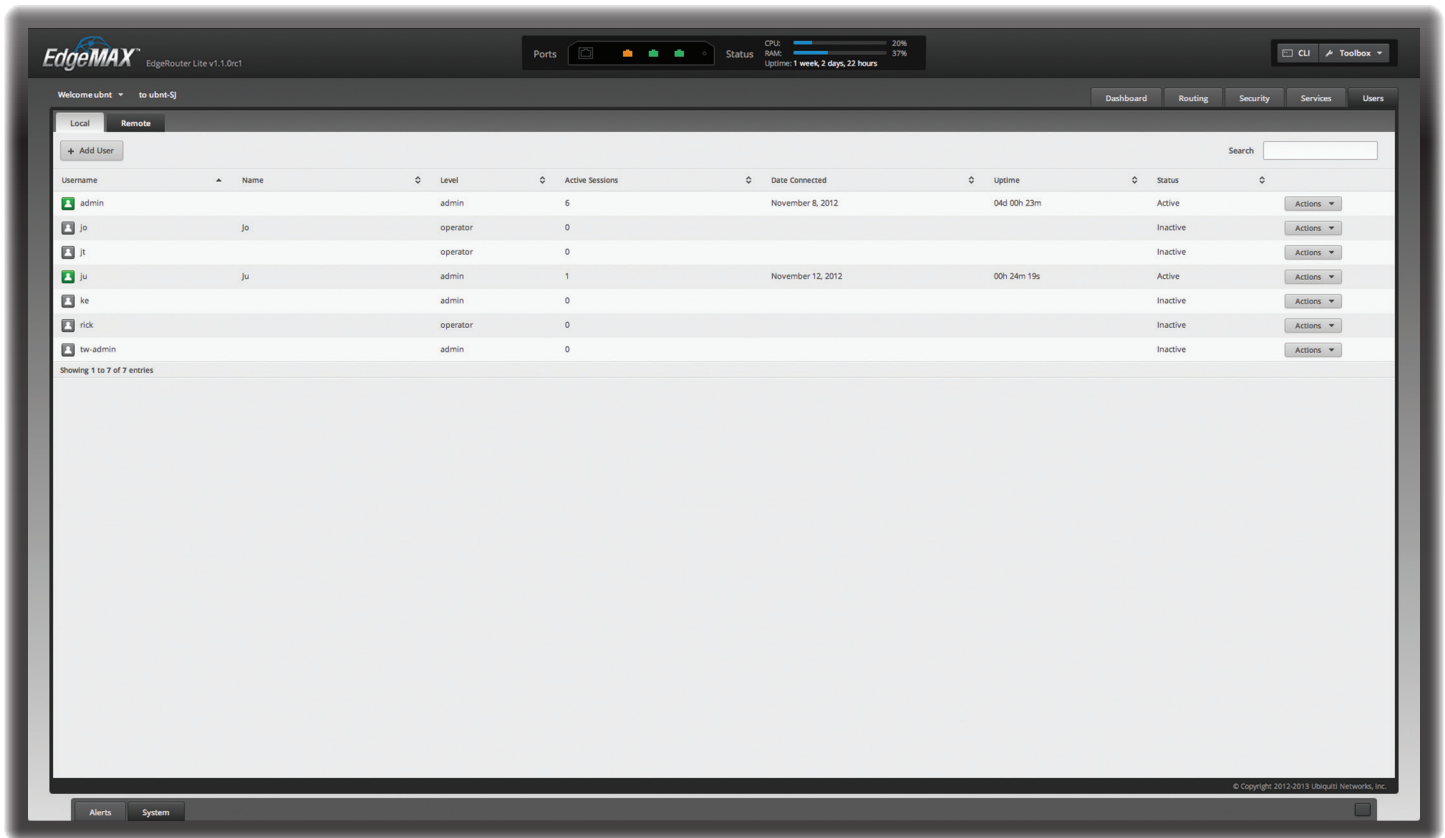 EdgeMAX™ EdgeRouter Lite v1.1.0rc1
Ports
Status
CPU: 20%
RAM: 37%
Uptime: 1 week, 2 days, 22 hours
CLI Toolbox
Welcome ubnt to ubnt-SJ
Dashboard Routing Security Services Users
Local Remote
+ Add User
Search
Username Name Level Active Sessions Date Connected Uptime Status
admin admin 6 November 8, 2012 04d 00h 23m Active Actions
jo Jo operator 0 Inactive Actions
jt operator 0 Inactive Actions
ju Ju admin 1 November 12, 2012 00h 24m 19s Active Actions
ke admin 0 Inactive Actions
rick operator 0 Inactive Actions
tw-admin admin 0 Inactive Actions
Showing 1 to 7 of 7 entries
© Copyright 2012-2013 Ubiquiti Networks, Inc.
Alerts System